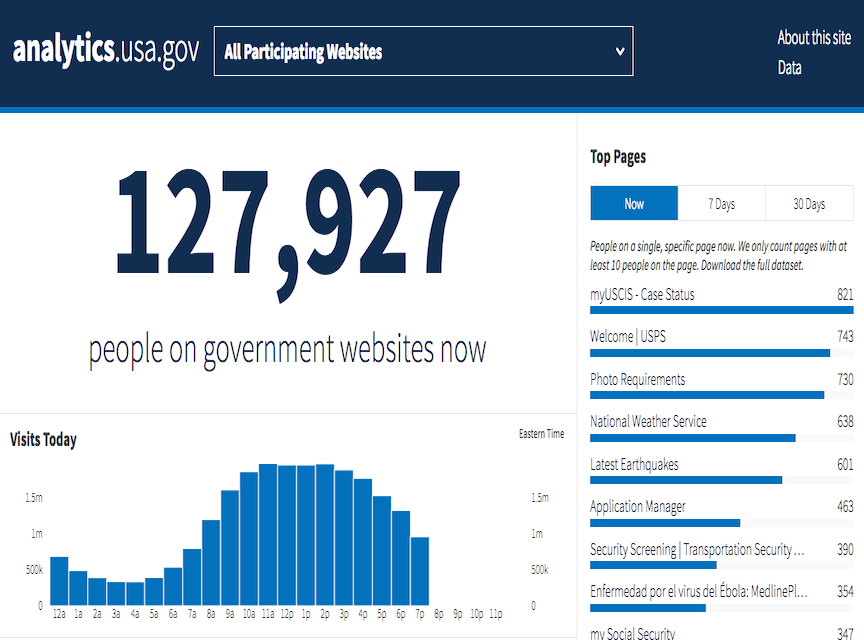 analytics.usa.gov
All Participating Websites
About this site
Data
127,927
people on government websites now
Visits Today
Eastern Time
1.5m
1m
500k
0
1.5m
1m
500k
0
12a 1a 2a 3a 4a 5a 6a 7a 8a 9a 10a 11a 12p 1p 2p 3p 4p 5p 6p 7p 8p 9p 10p 11p
Top Pages
Now 7 Days 30 Days
People on a single, specific page now. We only count pages with at
least 10 people on the page. Download the full dataset.
myUSCIS - Case Status 821
Welcome | USPS 743
Photo Requirements 730
National Weather Service 638
Latest Earthquakes 601
Application Manager 463
Security Screening | Transportation Security ... 390
Enfermedad por el virus del Ébola: MedlinePl... 354
my Social Security 347